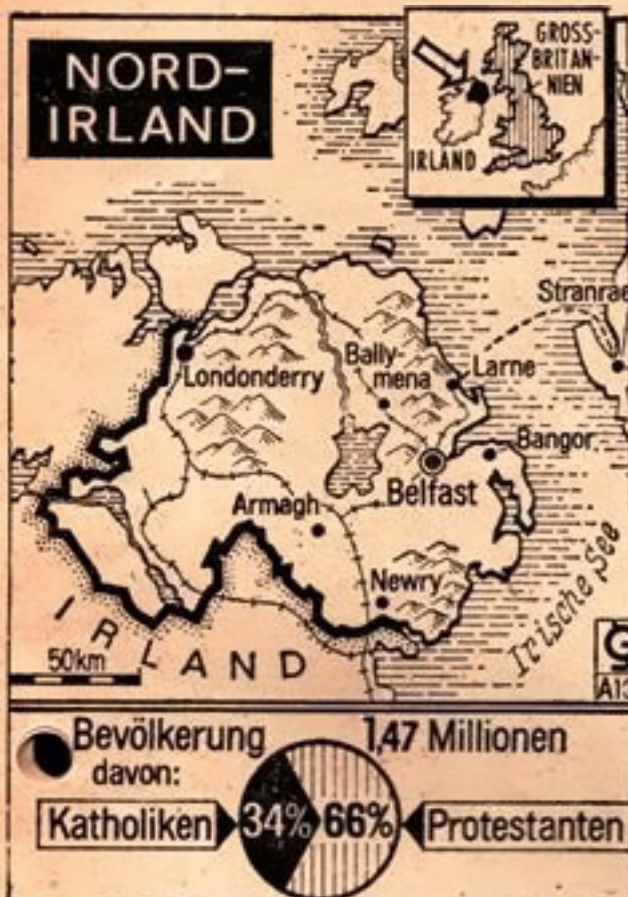 NORD-
IRLAND
GROSS-
BRITAN-
NIEN
IRLAND
Londonderry
Bally-
mena
Larne
Bangor
Belfast
Armagh
Newry
Irische See
IRLAND
50km
Bevölkerung 1,47 Millionen
davon:
Katholiken 34% 66% Protestanten